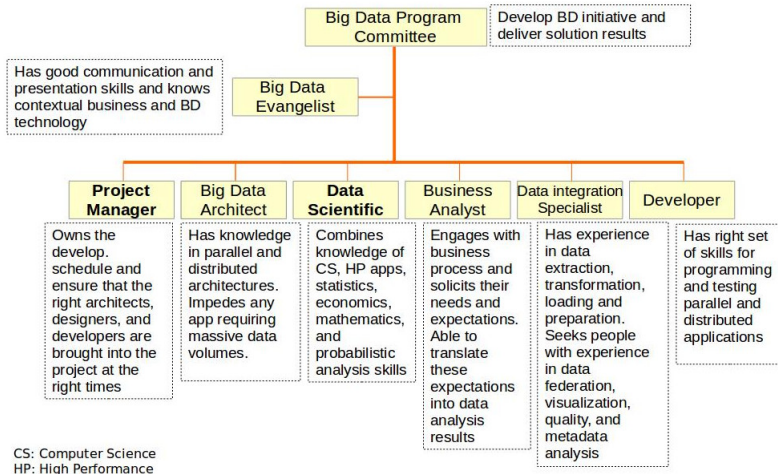 Big Data Program
Committee
Develop BD initiative and
deliver solution results
Has good communication and
presentation skills and knows
contextual business and BD
technology
Big Data
Evangelist
Project
Manager
Big Data
Architect
Data
Scientific
Business
Analyst
Data integration
Specialist
Developer
Owns the
develop.
schedule and
ensure that the
right architects,
designers, and
developers are
brought into the
project at the
right times
Has knowledge
in parallel and
distributed
architectures.
Impedes any
app requiring
massive data
volumes.
Combines
knowledge of
CS, HP apps,
statistics,
economics,
mathematics,
and
probabilistic
analysis skills
Engages with
business
process and
solicits their
needs and
expectations.
Able to
translate these
expectations
into data
analysis
results
Has experience
in data
extraction,
transformation,
loading and
preparation.
Seeks people
with experience
in data
federation,
visualization,
quality, and
metadata
analysis
Has right set
of skills for
programming
and testing
parallel and
distributed
applications
CS: Computer Science
HP: High Performance